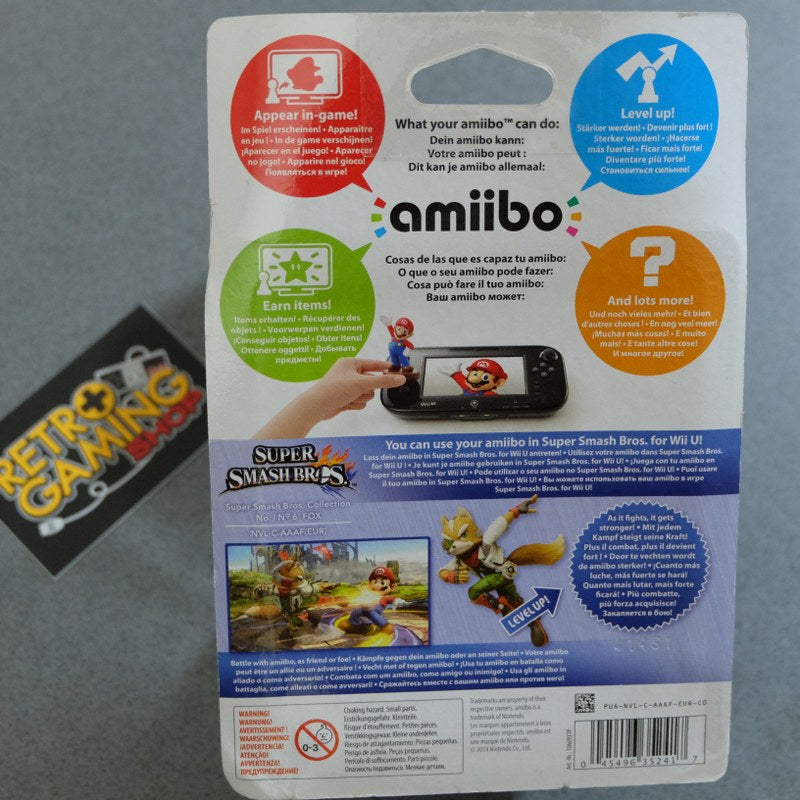 Appear in-game!
Im Spiel erscheinen! • Apparaitre
en jeu ! • In de game verschijnen!
¡Aparecer en el juego! • Aparecer
no jogo! • Apparire nel gioco!
Появляться в игре!
What your amiibo™ can do:
Dein amiibo kann:
Votre amiibo peut :
Dit kan je amiibo allemaal:
Level up!
Stärker werden! • Devenir plus fort !
Sterker worden! • ¡Hacerse
más fuerte! • Ficar mais forte!
Diventare più forte!
Становиться сильнее!
amiibo
Cosas de las que es capaz tu amiibo:
O que o seu amiibo pode fazer:
Cosa può fare il tuo amiibo:
Ваш amiibo может:
Earn items!
Items erhalten! • Récupérer des
objets ! • Voorwerpen verdienen!
¡Conseguir objetos! • Obter itens!
Ottenere oggetti! • Добывать
предметы!
?
And lots more!
Und noch vieles mehr! • Et bien
d'autres choses ! • En nog veel meer!
¡Muchas más cosas! • E muito
mais! • E tante altre cose!
И многое другое!
Wii U
RETRO
GAMING
SHOP
SUPER
SMASH BROS.
You can use your amiibo in Super Smash Bros. for Wii U!
Lass dein amiibo in Super Smash Bros. for Wii U antreten! • Utilisez votre amiibo dans Super Smash Bros.
for Wii U ! • Je kunt je amiibo gebruiken in Super Smash Bros. for Wii U! • ¡Juega con tu amiibo en
Super Smash Bros. for Wii U! • Pode utilizar o seu amiibo no Super Smash Bros. for Wii U! • Puoi usare
il tuo amiibo in Super Smash Bros. for Wii U! • Вы можете использовать ваш amiibo в игре
Super Smash Bros. for Wii U!
Super Smash Bros. Collection
No. / Nº 6 FOX
NVL-C-AAAF(EUR)
LEVEL UP!
As it fights, it gets
stronger! • Mit jedem
Kampf steigt seine Kraft!
Plus il combat, plus il devient
fort ! • Door te vechten wordt
de amiibo sterker! • ¡Cuanto más
luche, más fuerte se hará!
Quanto mais lutar, mais forte
ficará! • Più combatte,
più forza acquisisce!
Закаляется в бою!
Battle with amiibo, as friend or foe! • Kämpfe gegen dein amiibo oder an seiner Seite! • Votre amiibo
peut être un allié ou un adversaire ! • Vecht met of tegen amiibo! • ¡Usa tu amiibo en batalla como
aliado o como adversario! • Combata com o amiibo, como amigo ou inimigo! • Usa gli amiibo in
battaglia, come alleati o come avversari! • Сражайтесь вместе с вашим amiibo или против него!
WARNING!
WARNUNG!
AVERTISSEMENT !
WAARSCHUWING!
¡ADVERTENCIA!
ATENÇÃO!
AVVERTENZA!
ПРЕДУПРЕЖДЕНИЕ!
0-3
Choking hazard. Small parts.
Erstickungsgefahr. Kleinteile.
Risque d'étouffement. Petites pièces.
Verstikkingsgevaar. Kleine onderdelen.
Riesgo de atragantamiento. Piezas pequeñas.
Perigo de asfixia. Peças pequenas.
Pericolo di soffocamento. Parti piccole.
Опасность подавиться. Мелкие детали.
Trademarks are property of their
respective owners. amiibo is a
trademark of Nintendo.
Les marques appartiennent à leurs
propriétaires respectifs. amiibo est
une marque de Nintendo.
© 2014 Nintendo Co., Ltd.
PUA-NVL-C-AAAF-EUR-C0
0 45496 35241 7